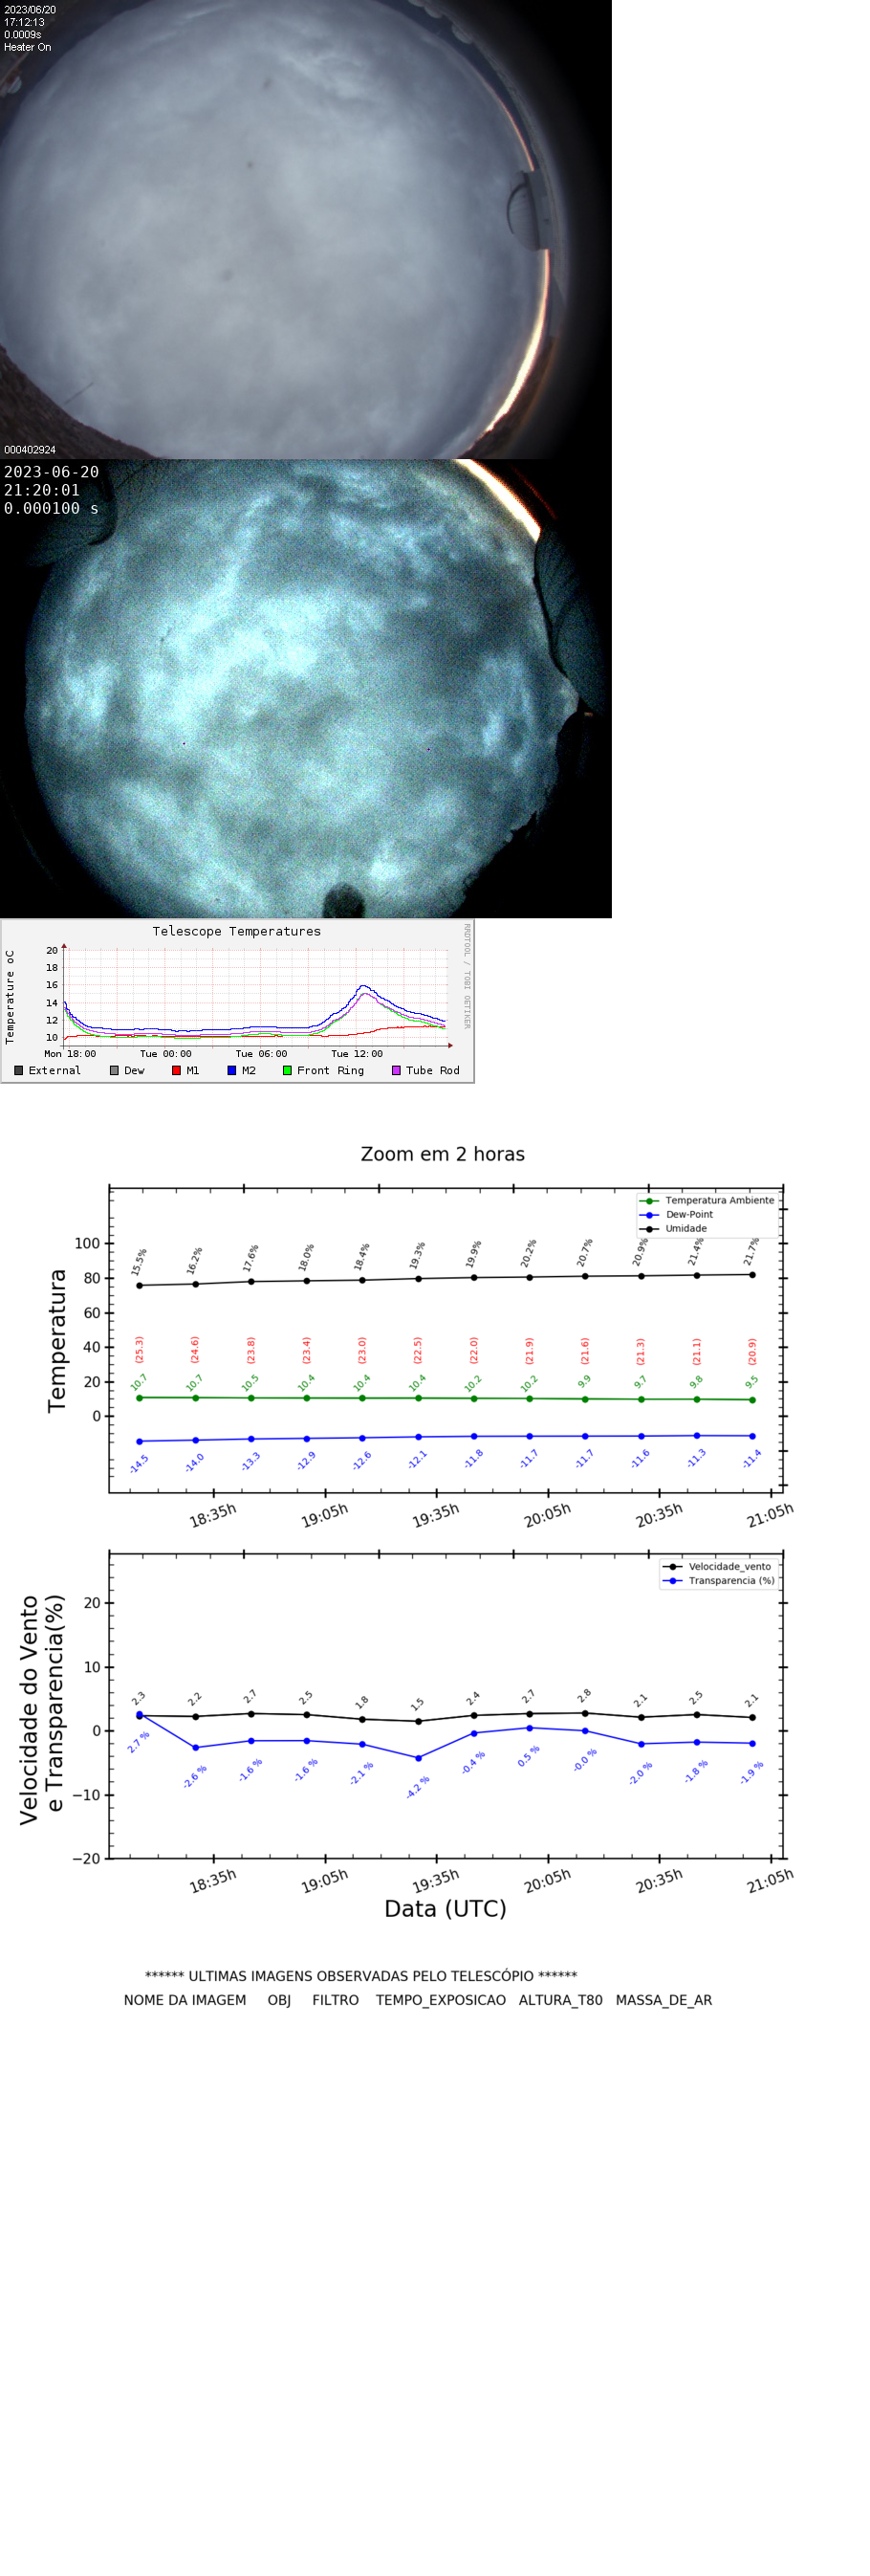 2023/06/20
17:12:13
0.0009s
Heater On
000402924
2023-06-20
21:20:01
0.000100 s
Telescope Temperatures
RRDTOOL / TOBI OETIKER
Temperature oC
20
18
16
14
12
10
Mon 18:00 Tue 00:00 Tue 06:00 Tue 12:00
External Dew M1 M2 Front Ring Tube Rod
Zoom em 2 horas
Temperatura
Temperatura Ambiente
Dew-Point
Umidade
100
80
60
40
20
0
15.5% 16.2% 17.6% 18.0% 18.4% 19.3% 19.9% 20.2% 20.7% 20.9% 21.4% 21.7%
(25.3) (24.6) (23.8) (23.4) (23.0) (22.5) (22.0) (21.9) (21.6) (21.3) (21.1) (20.9)
10.7 10.7 10.5 10.4 10.4 10.4 10.2 10.2 9.9 9.7 9.8 9.5
-14.5 -14.0 -13.3 -12.9 -12.6 -12.1 -11.8 -11.7 -11.7 -11.6 -11.3 -11.4
18:35h 19:05h 19:35h 20:05h 20:35h 21:05h
Velocidade do Vento
e Transparencia(%)
Velocidade_vento
Transparencia (%)
20
10
0
−10
−20
2.3 2.2 2.7 2.5 1.8 1.5 2.4 2.7 2.8 2.1 2.5 2.1
2.7 % -2.6 % -1.6 % -1.6 % -2.1 % -4.2 % -0.4 % 0.5 % -0.0 % -2.0 % -1.8 % -1.9 %
18:35h 19:05h 19:35h 20:05h 20:35h 21:05h
Data (UTC)
****** ULTIMAS IMAGENS OBSERVADAS PELO TELESCÓPIO ******
NOME DA IMAGEM OBJ FILTRO TEMPO_EXPOSICAO ALTURA_T80 MASSA_DE_AR